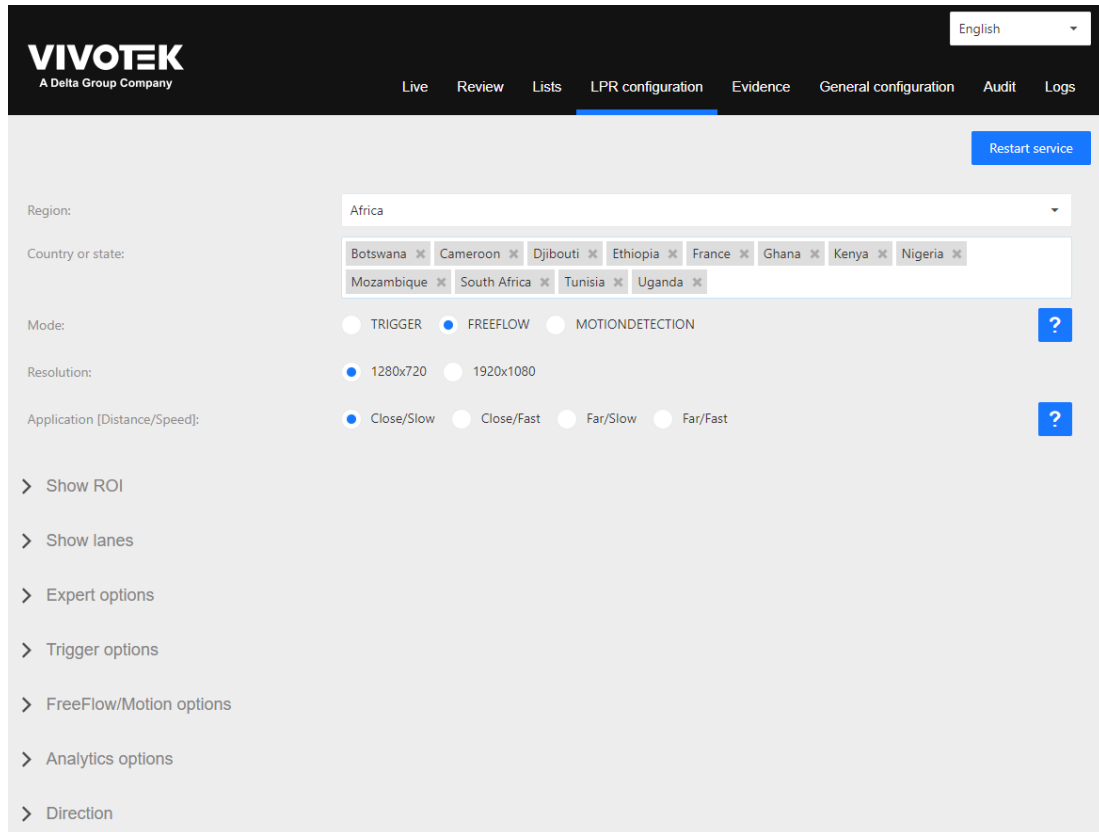 English
VIVOTEK
A Delta Group Company
Live Review Lists LPR configuration Evidence General configuration Audit Logs
Restart service
Region: Africa
Country or state: Botswana Cameroon Djibouti Ethiopia France Ghana Kenya Nigeria
Mozambique South Africa Tunisia Uganda
Mode: TRIGGER FREEFLOW MOTIONDETECTION ?
Resolution: 1280x720 1920x1080
Application [Distance/Speed]: Close/Slow Close/Fast Far/Slow Far/Fast ?
Show ROI
Show lanes
Expert options
Trigger options
FreeFlow/Motion options
Analytics options
Direction